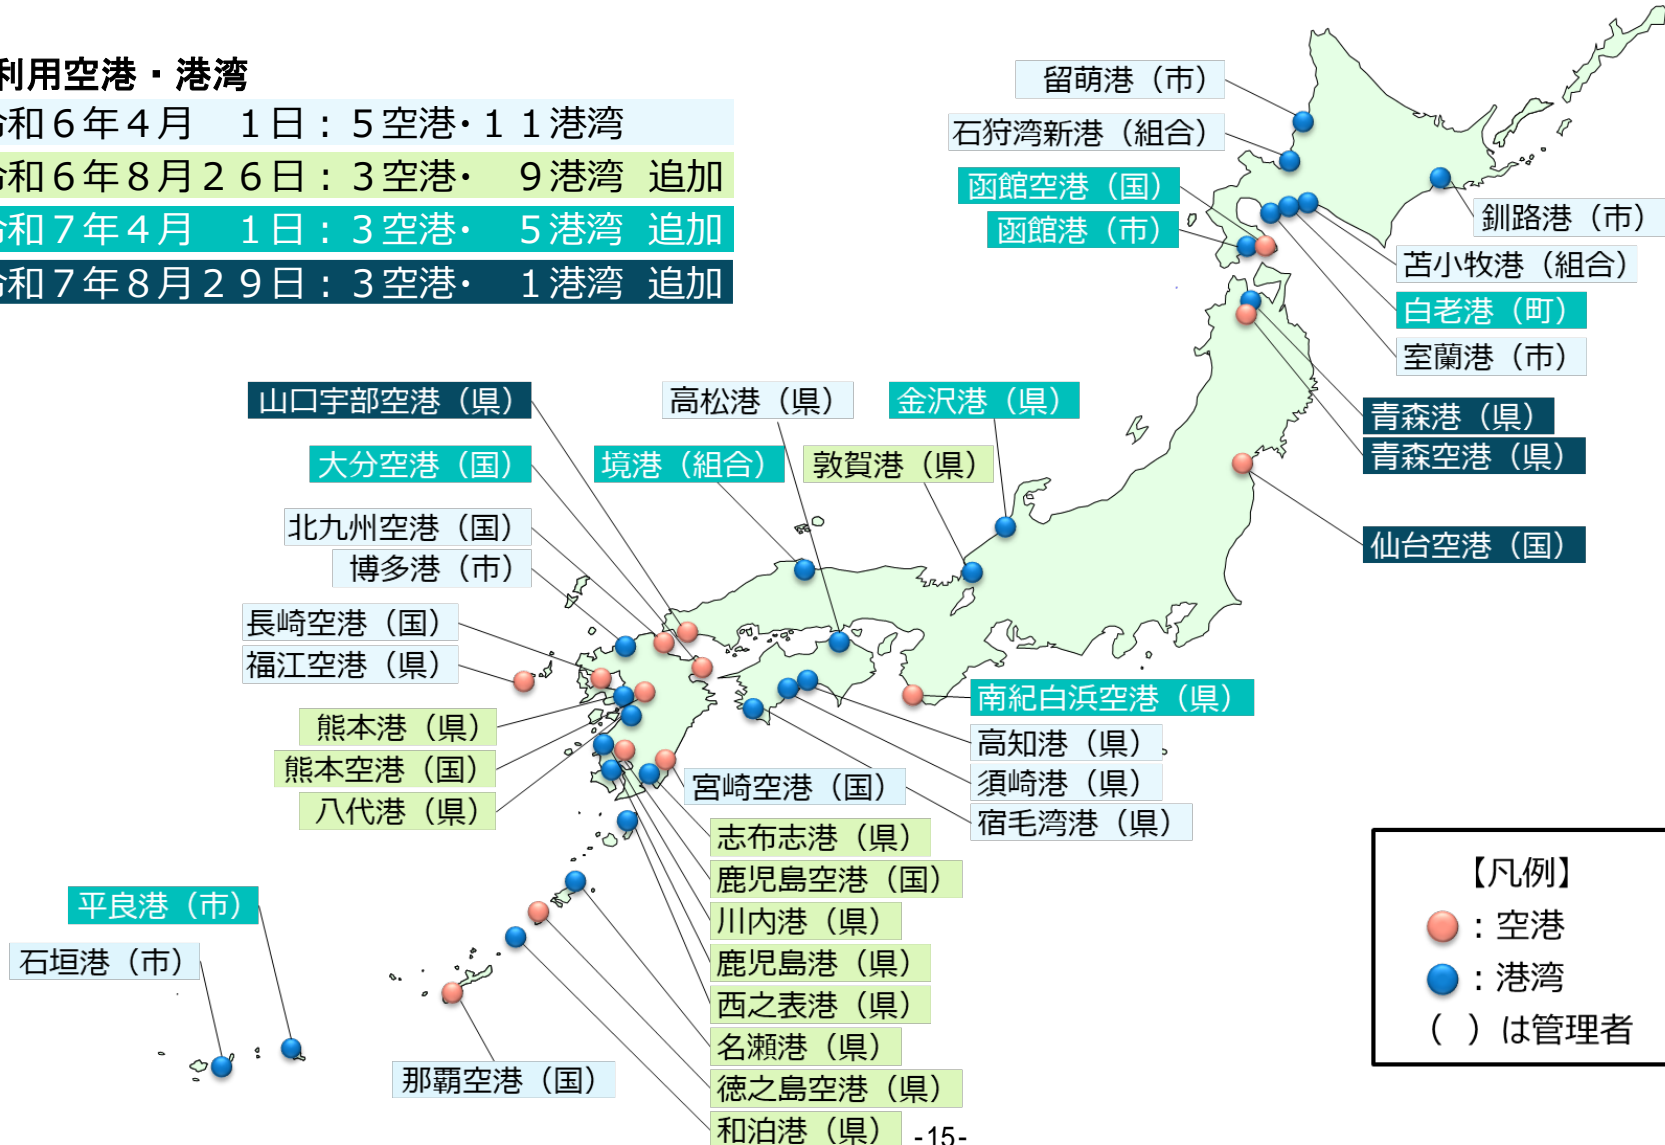 利用空港・港湾
令和６年４月　１日：５空港・１１港湾
令和６年８月２６日：３空港・　９港湾 追加
令和７年４月　１日：３空港・　５港湾 追加
令和７年８月２９日：３空港・　１港湾 追加
留萌港（市）
石狩湾新港（組合）
函館空港（国）
函館港（市）
釧路港（市）
苫小牧港（組合）
白老港（町）
室蘭港（市）
青森港（県）
青森空港（県）
仙台空港（国）
山口宇部空港（県）
高松港（県）
金沢港（県）
大分空港（国）
境港（組合）
敦賀港（県）
北九州空港（国）
博多港（市）
長崎空港（国）
福江空港（県）
熊本港（県）
熊本空港（国）
八代港（県）
南紀白浜空港（県）
高知港（県）
須崎港（県）
宿毛湾港（県）
宮崎空港（国）
志布志港（県）
鹿児島空港（国）
川内港（県）
鹿児島港（県）
西之表港（県）
名瀬港（県）
徳之島空港（県）
和泊港（県）
平良港（市）
石垣港（市）
那覇空港（国）
【凡例】
：空港
：港湾
（　）は管理者
-15-